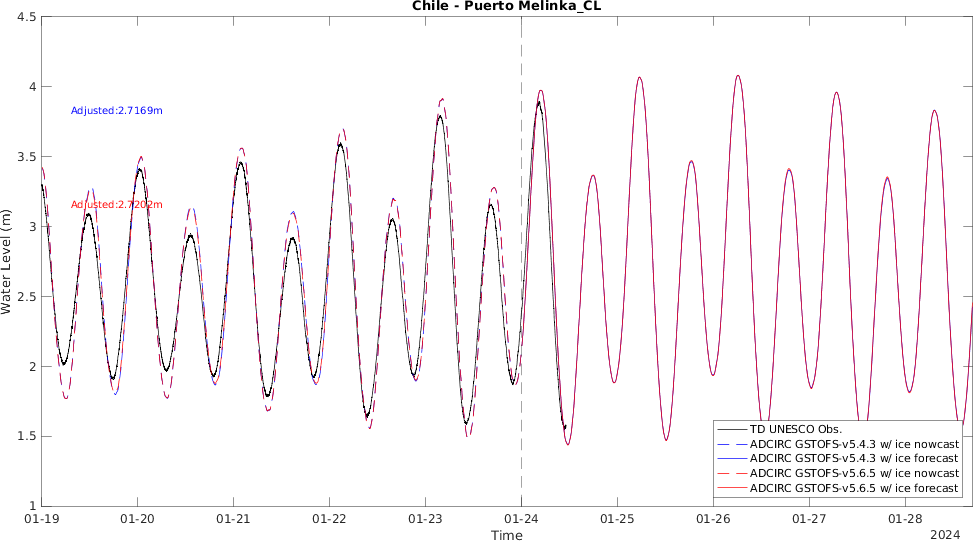 Chile - Puerto Melinka_CL
4.5
4
3.5
3
2.5
2
1.5
1
Water Level (m)
Adjusted:2.7169m
Adjusted:2.7202m
TD UNESCO Obs.
ADCIRC GSTOFS-v5.4.3 w/ ice nowcast
ADCIRC GSTOFS-v5.4.3 w/ ice forecast
ADCIRC GSTOFS-v5.6.5 w/ ice nowcast
ADCIRC GSTOFS-v5.6.5 w/ ice forecast
01-19 01-20 01-21 01-22 01-23 01-24 01-25 01-26 01-27 01-28
Time
2024